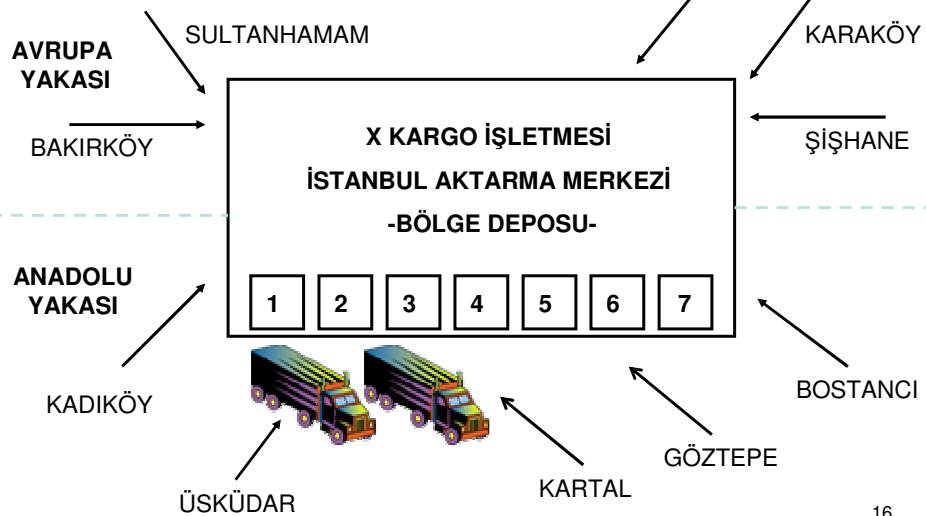 SULTANHAMAM
KARAKÖY
AVRUPA
YAKASI
BAKIRKÖY
ŞİŞHANE
X KARGO İŞLETMESİ
İSTANBUL AKTARMA MERKEZİ
-BÖLGE DEPOSU-
ANADOLU
YAKASI
1 2 3 4 5 6 7
KADIKÖY
BOSTANCI
GÖZTEPE
KARTAL
ÜSKÜDAR
16